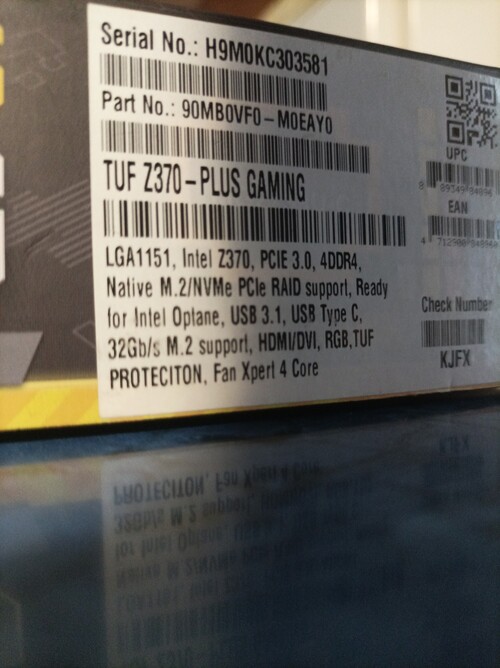 Serial No.: H9M0KC303581
Part No.: 90MB0VF0-M0EAY0
TUF Z370-PLUS GAMING
LGA1151, Intel Z370, PCIE 3.0, 4DDR4,
Native M.2/NVMe PCIe RAID support, Ready
for Intel Optane, USB 3.1, USB Type C,
32Gb/s M.2 support, HDMI/DVI, RGB,TUF
PROTECITON, Fan Xpert 4 Core
UPC
EAN
Check Number
KJFX